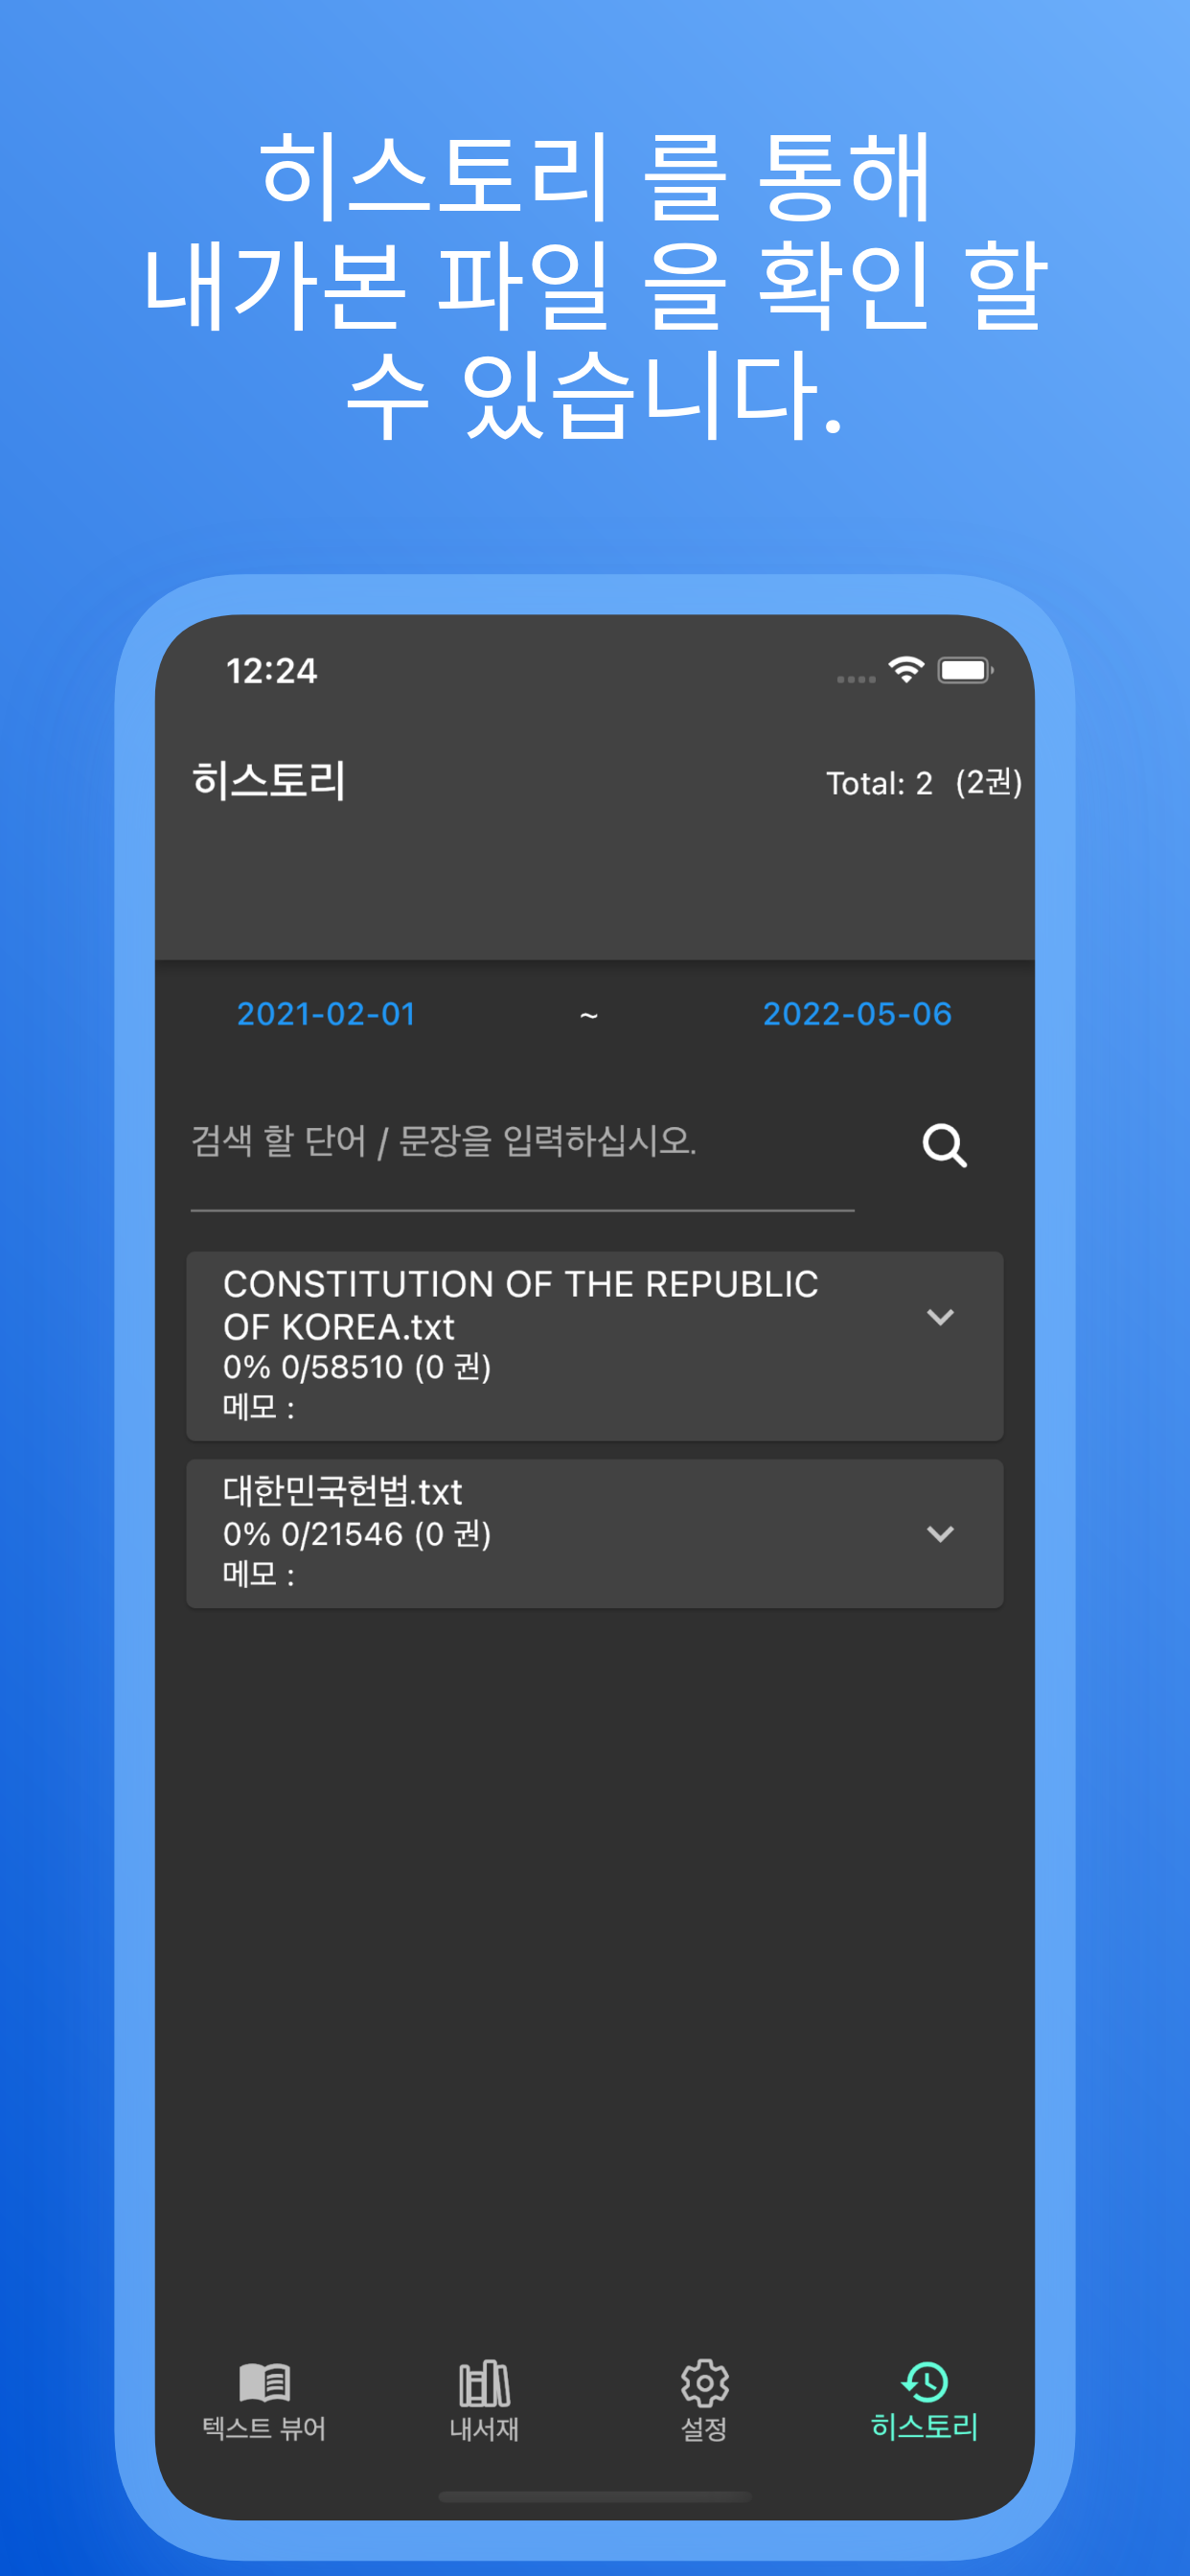 히스토리 를 통해
내가본 파일 을 확인 할
수 있습니다.
12:24
히스토리
Total: 2 (2권)
2021-02-01 ~ 2022-05-06
검색 할 단어 / 문장을 입력하십시오.
CONSTITUTION OF THE REPUBLIC
OF KOREA.txt
0% 0/58510 (0 권)
메모 :
대한민국헌법.txt
0% 0/21546 (0 권)
메모 :
텍스트 뷰어 내서재 설정 히스토리